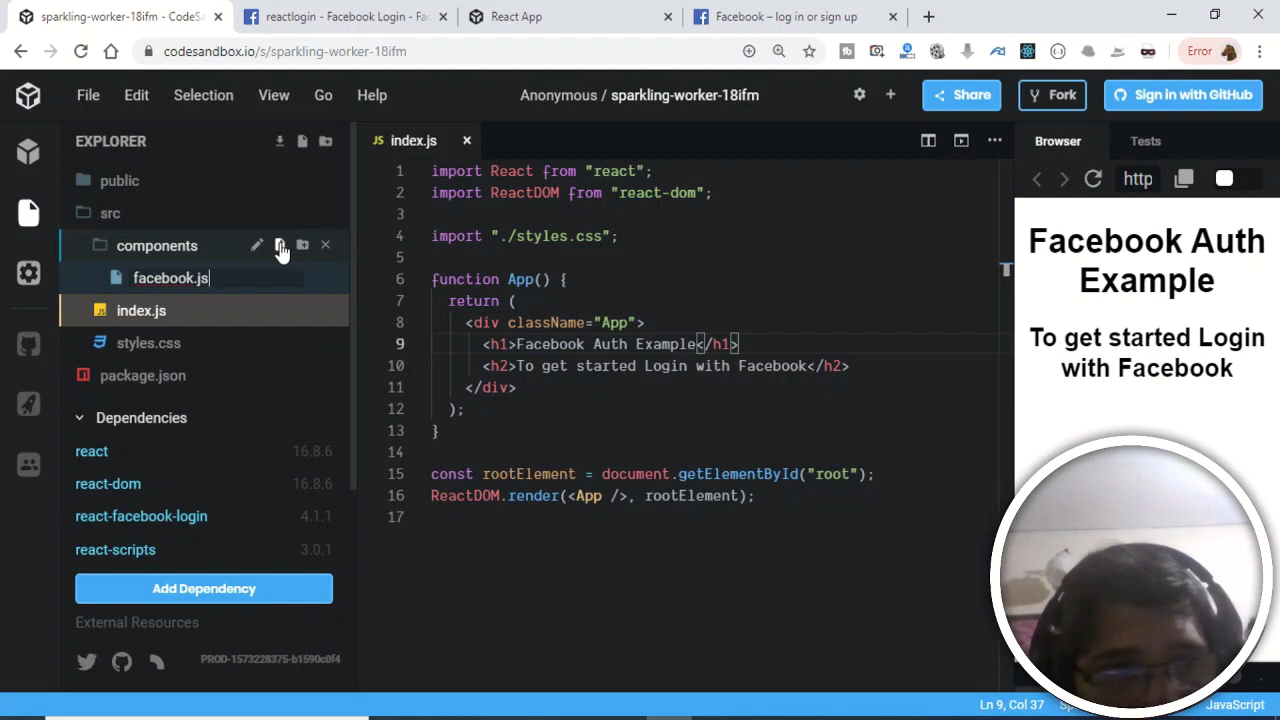 sparkling-worker-18ifm - CodeSa
reactlogin - Facebook Login - Fac
React App
Facebook – log in or sign up
codesandbox.io/s/sparkling-worker-18ifm
Error
File Edit Selection View Go Help
Anonymous / sparkling-worker-18ifm
Share
Fork
Sign in with GitHub
EXPLORER
public
src
components
facebook.js
index.js
styles.css
package.json
Dependencies
react 16.8.6
react-dom 16.8.6
react-facebook-login 4.1.1
react-scripts 3.0.1
Add Dependency
External Resources
PROD-1573228375-b1590c0f4
JS index.js
1 import React from "react";
2 import ReactDOM from "react-dom";
3
4 import "./styles.css";
5
6 function App() {
7 return (
8 <div className="App">
9 <h1>Facebook Auth Example</h1>
10 <h2>To get started Login with Facebook</h2>
11 </div>
12 );
13 }
14
15 const rootElement = document.getElementById("root");
16 ReactDOM.render(<App />, rootElement);
17
Browser Tests
http
Facebook Auth
Example
To get started Login
with Facebook
Ln 9, Col 37
JavaScript